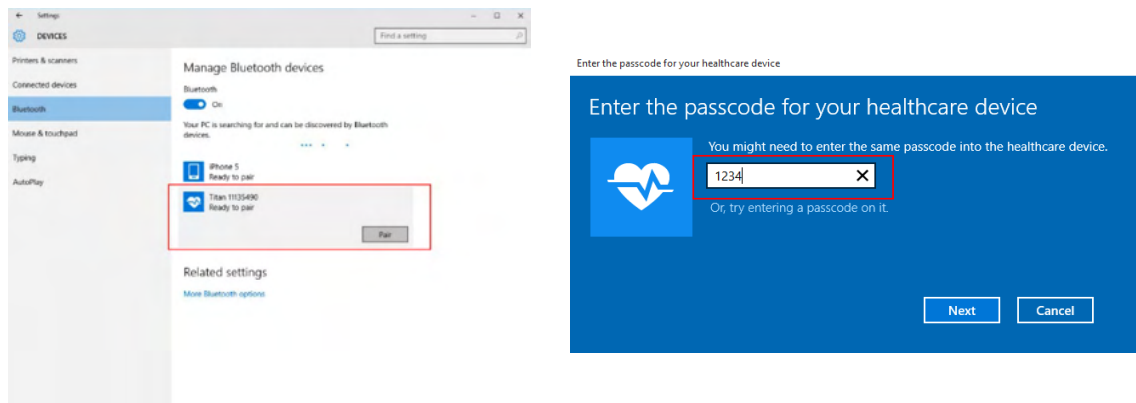 Settings
DEVICES
Find a setting
Printers & scanners
Connected devices
Bluetooth
Mouse & touchpad
Typing
AutoPlay
Manage Bluetooth devices
Bluetooth
On
Your PC is searching for and can be discovered by Bluetooth
devices.
iPhone 5
Ready to pair
Titan 11135490
Ready to pair
Pair
Related settings
More Bluetooth options
Enter the passcode for your healthcare device
Enter the passcode for your healthcare device
You might need to enter the same passcode into the healthcare device.
1234
Or, try entering a passcode on it.
Next
Cancel